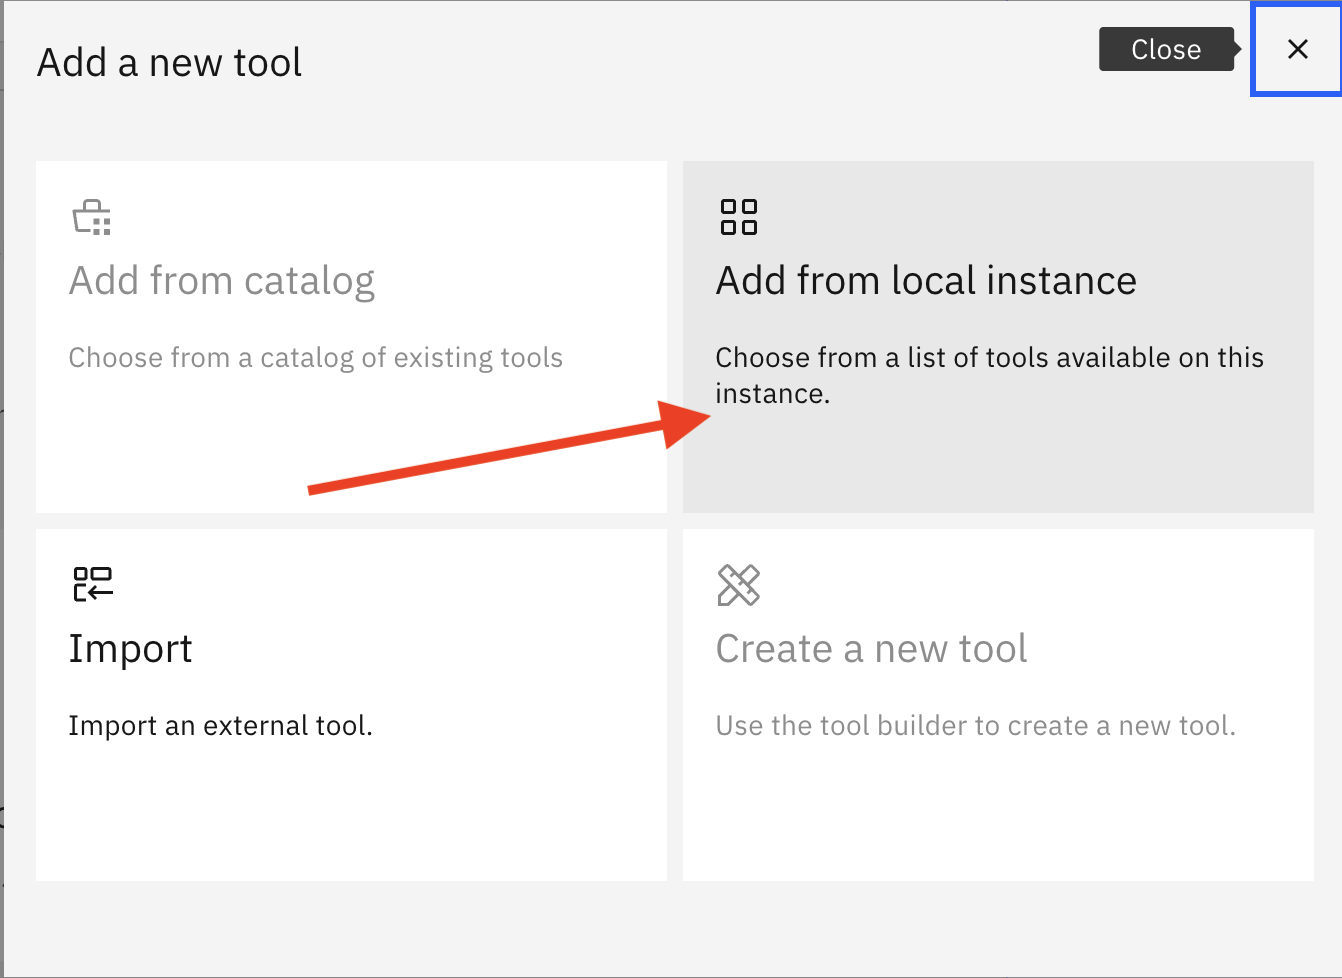 Add a new tool
Close
Add from catalog
Choose from a catalog of existing tools
Add from local instance
Choose from a list of tools available on this
instance.
Import
Import an external tool.
Create a new tool
Use the tool builder to create a new tool.